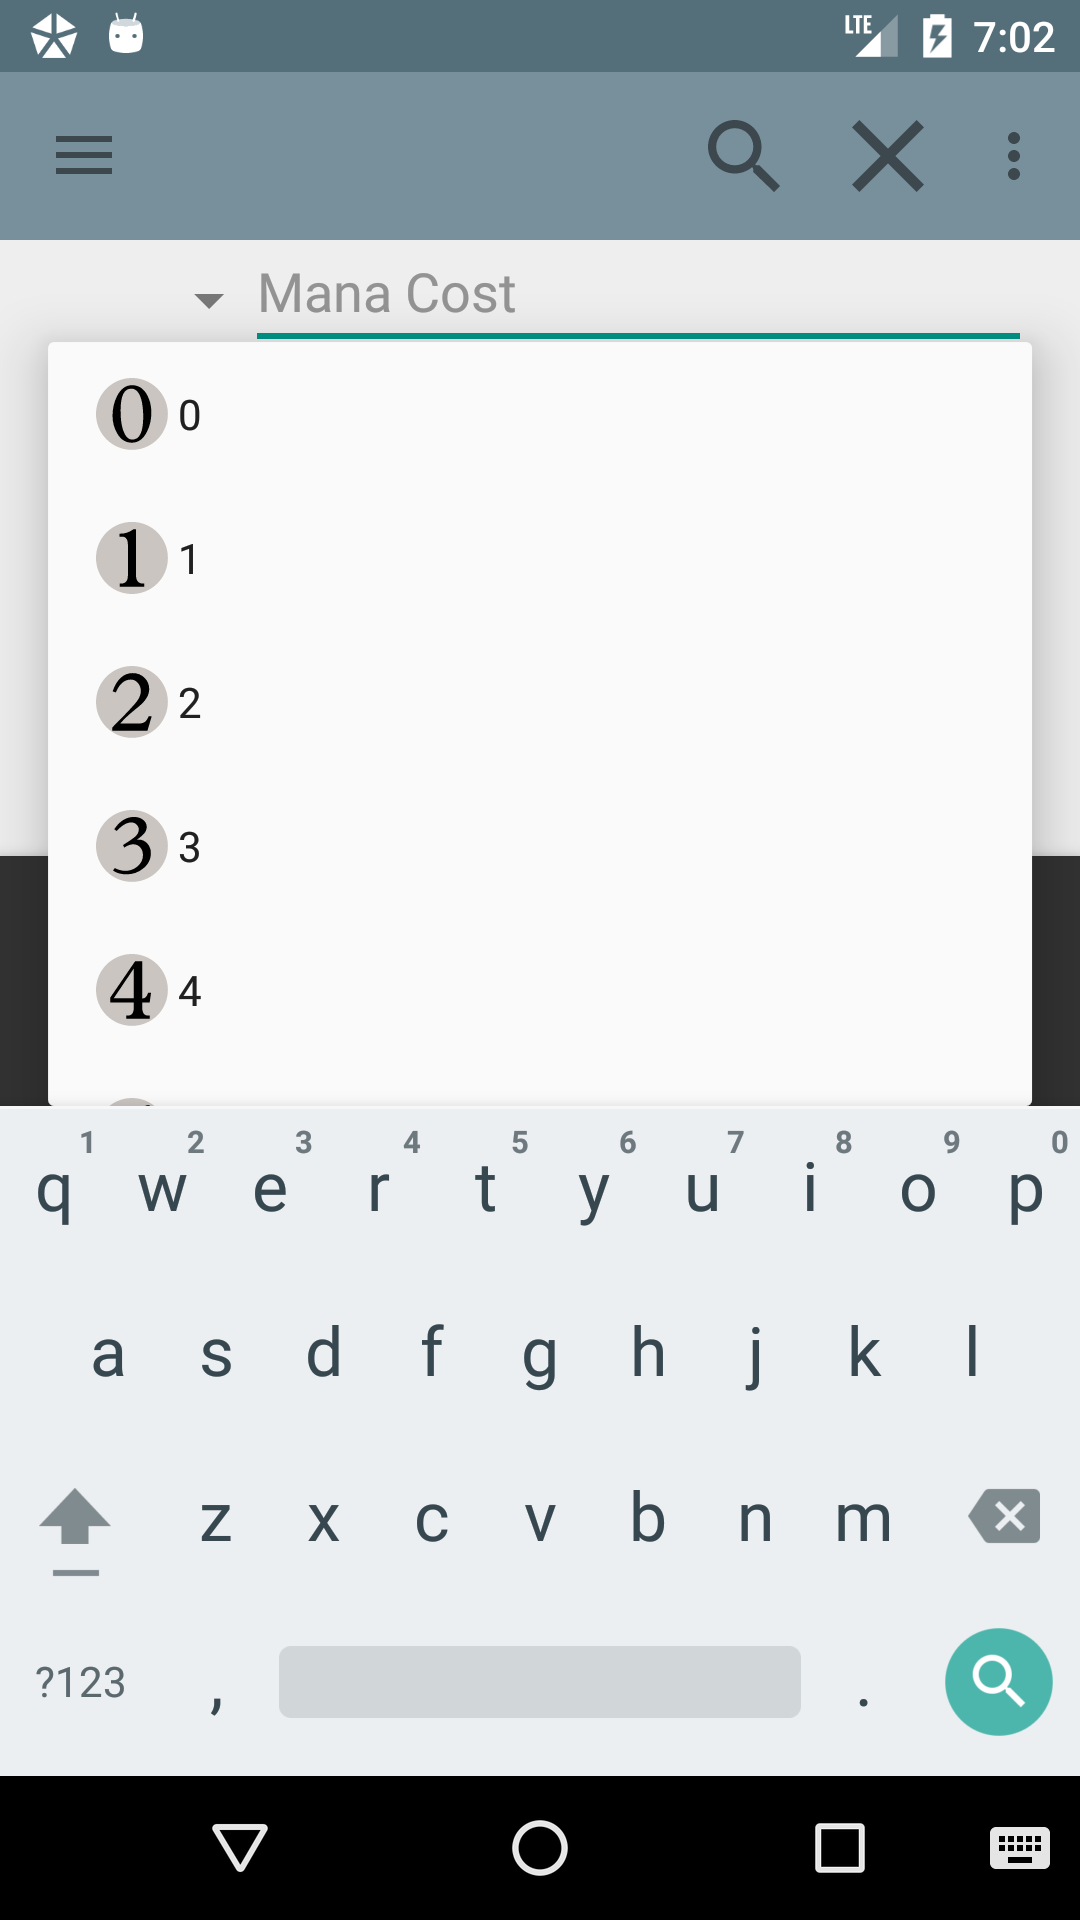 LTE 7:02
Mana Cost
0 0
1 1
2 2
3 3
4 4
1 2 3 4 5 6 7 8 9 0
q w e r t y u i o p
a s d f g h j k l
z x c v b n m
?123 , .